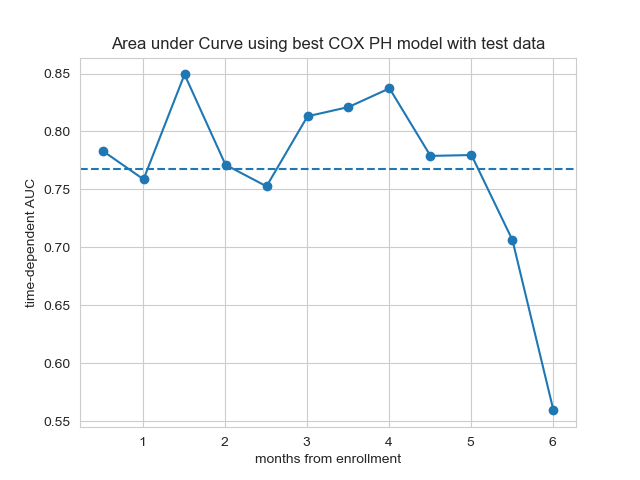 Area under Curve using best COX PH model with test data
time-dependent AUC
0.85
0.80
0.75
0.70
0.65
0.60
0.55
1 2 3 4 5 6
months from enrollment